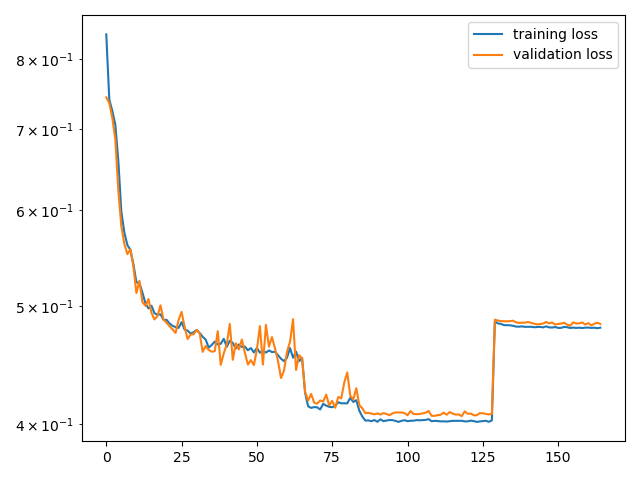 training loss
validation loss
8 × 10⁻¹
7 × 10⁻¹
6 × 10⁻¹
5 × 10⁻¹
4 × 10⁻¹
0 25 50 75 100 125 150